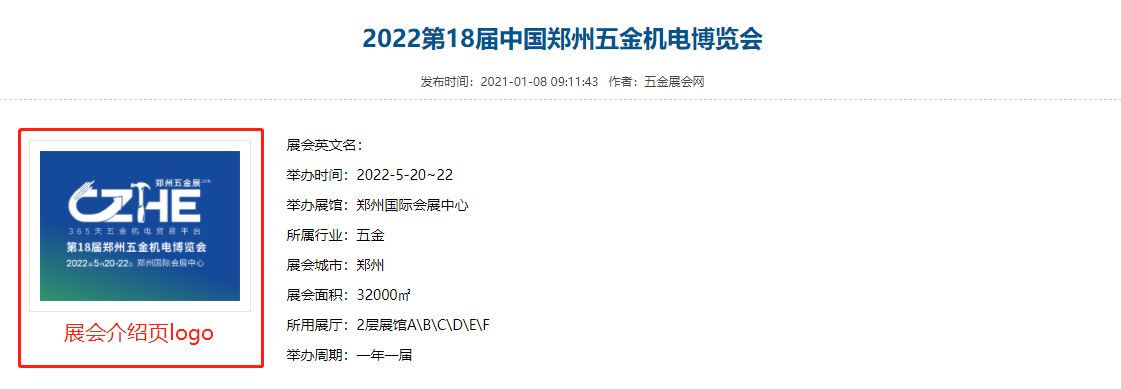 2022第18届中国郑州五金机电博览会
发布时间：2021-01-08 09:11:43 作者：五金展会网
郑州五金展
CZHE
365天五金机电贸易平台
第18届郑州五金机电博览会
2022年5月20-22日 郑州国际会展中心
展会介绍页logo
展会英文名：
举办时间：2022-5-20~22
举办展馆：郑州国际会展中心
所属行业：五金
展会城市：郑州
展会面积：32000㎡
所用展厅：2层展馆A\B\C\D\E\F
举办周期：一年一届